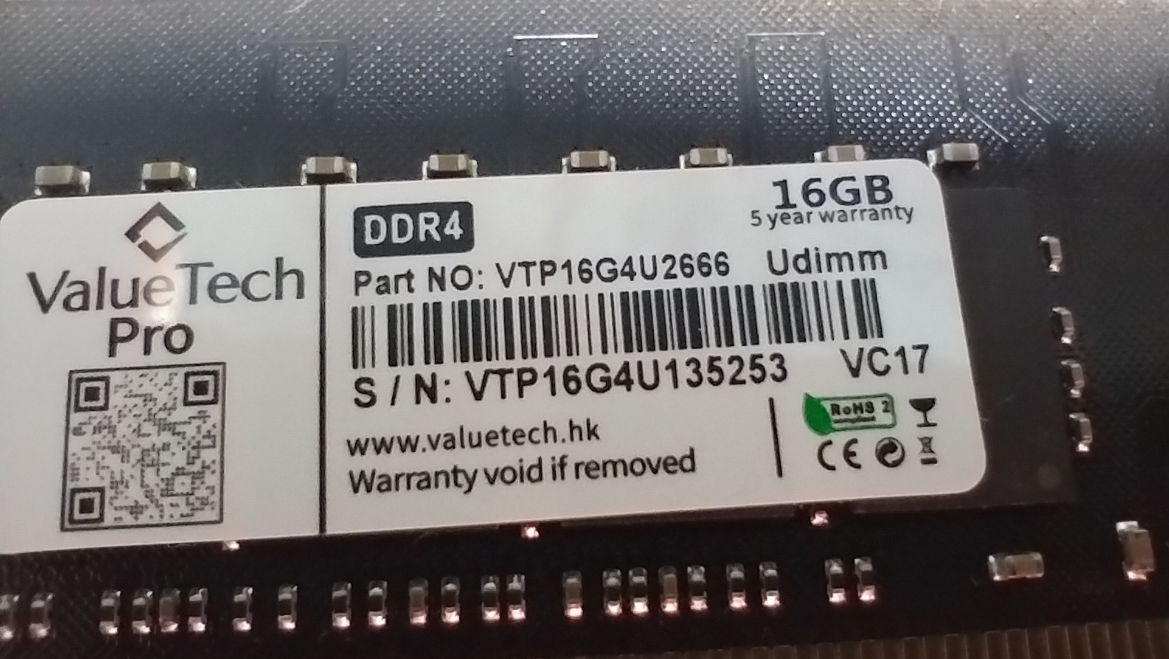 ValueTech
Pro
DDR4
16GB
5 year warranty
Part NO: VTP16G4U2666 Udimm
S / N: VTP16G4U135253 VC17
www.valuetech.hk
Warranty void if removed
RoHS 2
compliant
CE